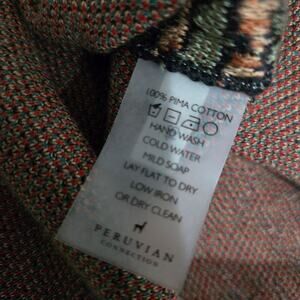 100% PIMA COTTON
HAND WASH
COLD WATER
MILD SOAP
LAY FLAT TO DRY
LOW IRON
OR DRY CLEAN
PERUVIAN
CONNECTION